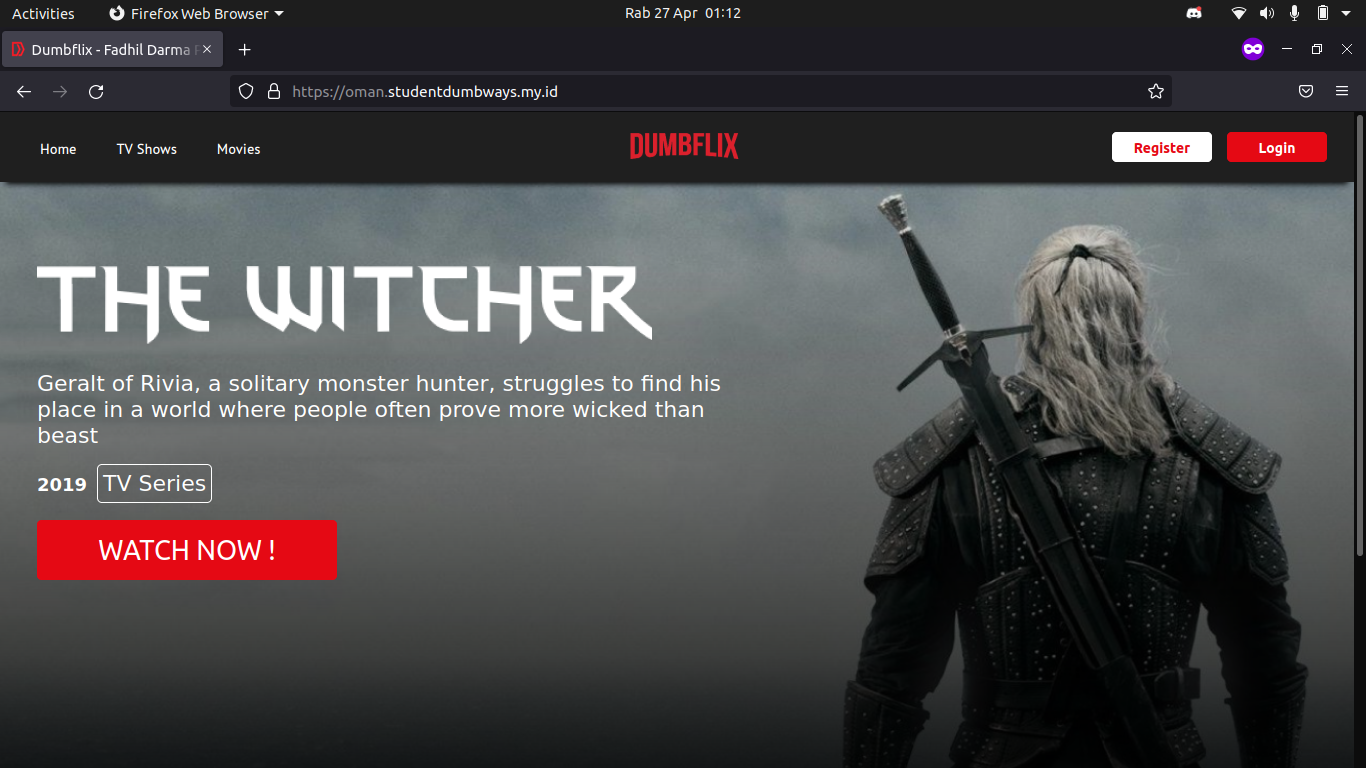 Activities
Firefox Web Browser
Rab 27 Apr 01:12
Dumbflix - Fadhil Darma
https://oman.studentdumbways.my.id
Home
TV Shows
Movies
DUMBFLIX
Register
Login
THE WITCHER
Geralt of Rivia, a solitary monster hunter, struggles to find his
place in a world where people often prove more wicked than
beast
2019
TV Series
WATCH NOW !